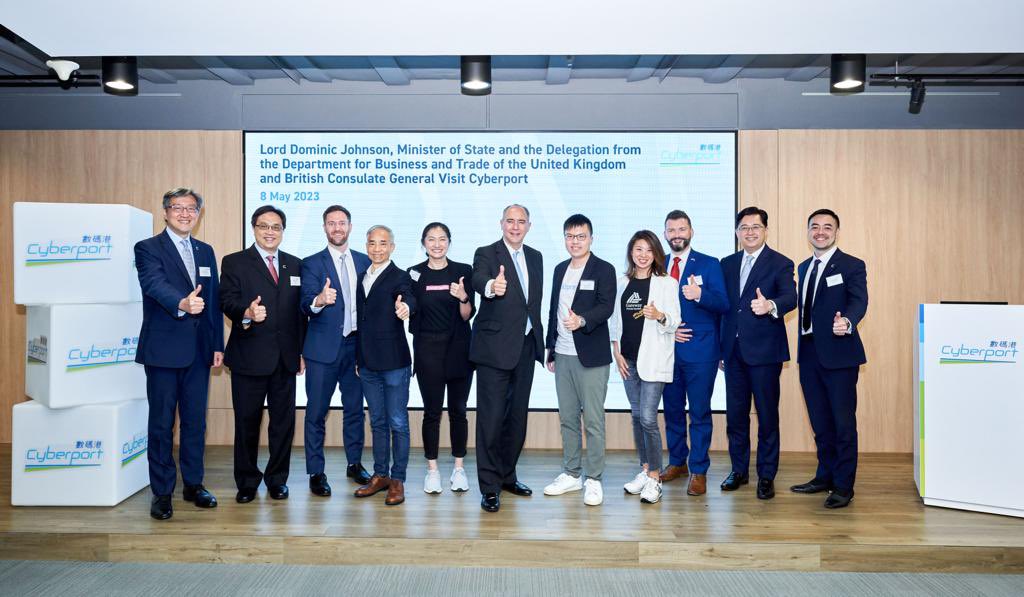 Lord Dominic Johnson, Minister of State and the Delegation from
the Department for Business and Trade of the United Kingdom
and British Consulate General Visit Cyberport
8 May 2023
數碼港
Cyberport
數碼港
Cyberport
數碼港
Cyberport
數碼港
Cyberport
Cyberport
數碼港
Cyberport